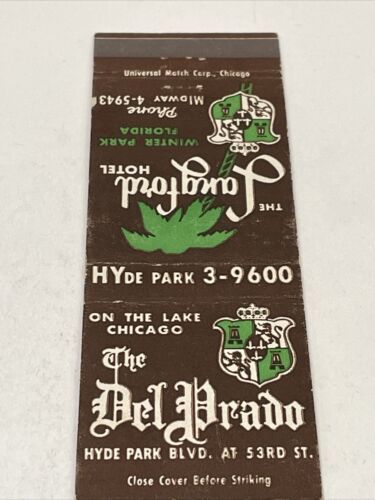 Universal Match Corp., Chicago
THE
Langford
HOTEL
WINTER PARK
FLORIDA
Phone
MIDWAY 4-5943
HYDE PARK 3-9600
ON THE LAKE
CHICAGO
The
Del Prado
HYDE PARK BLVD. AT 53RD ST.
Close Cover Before Striking